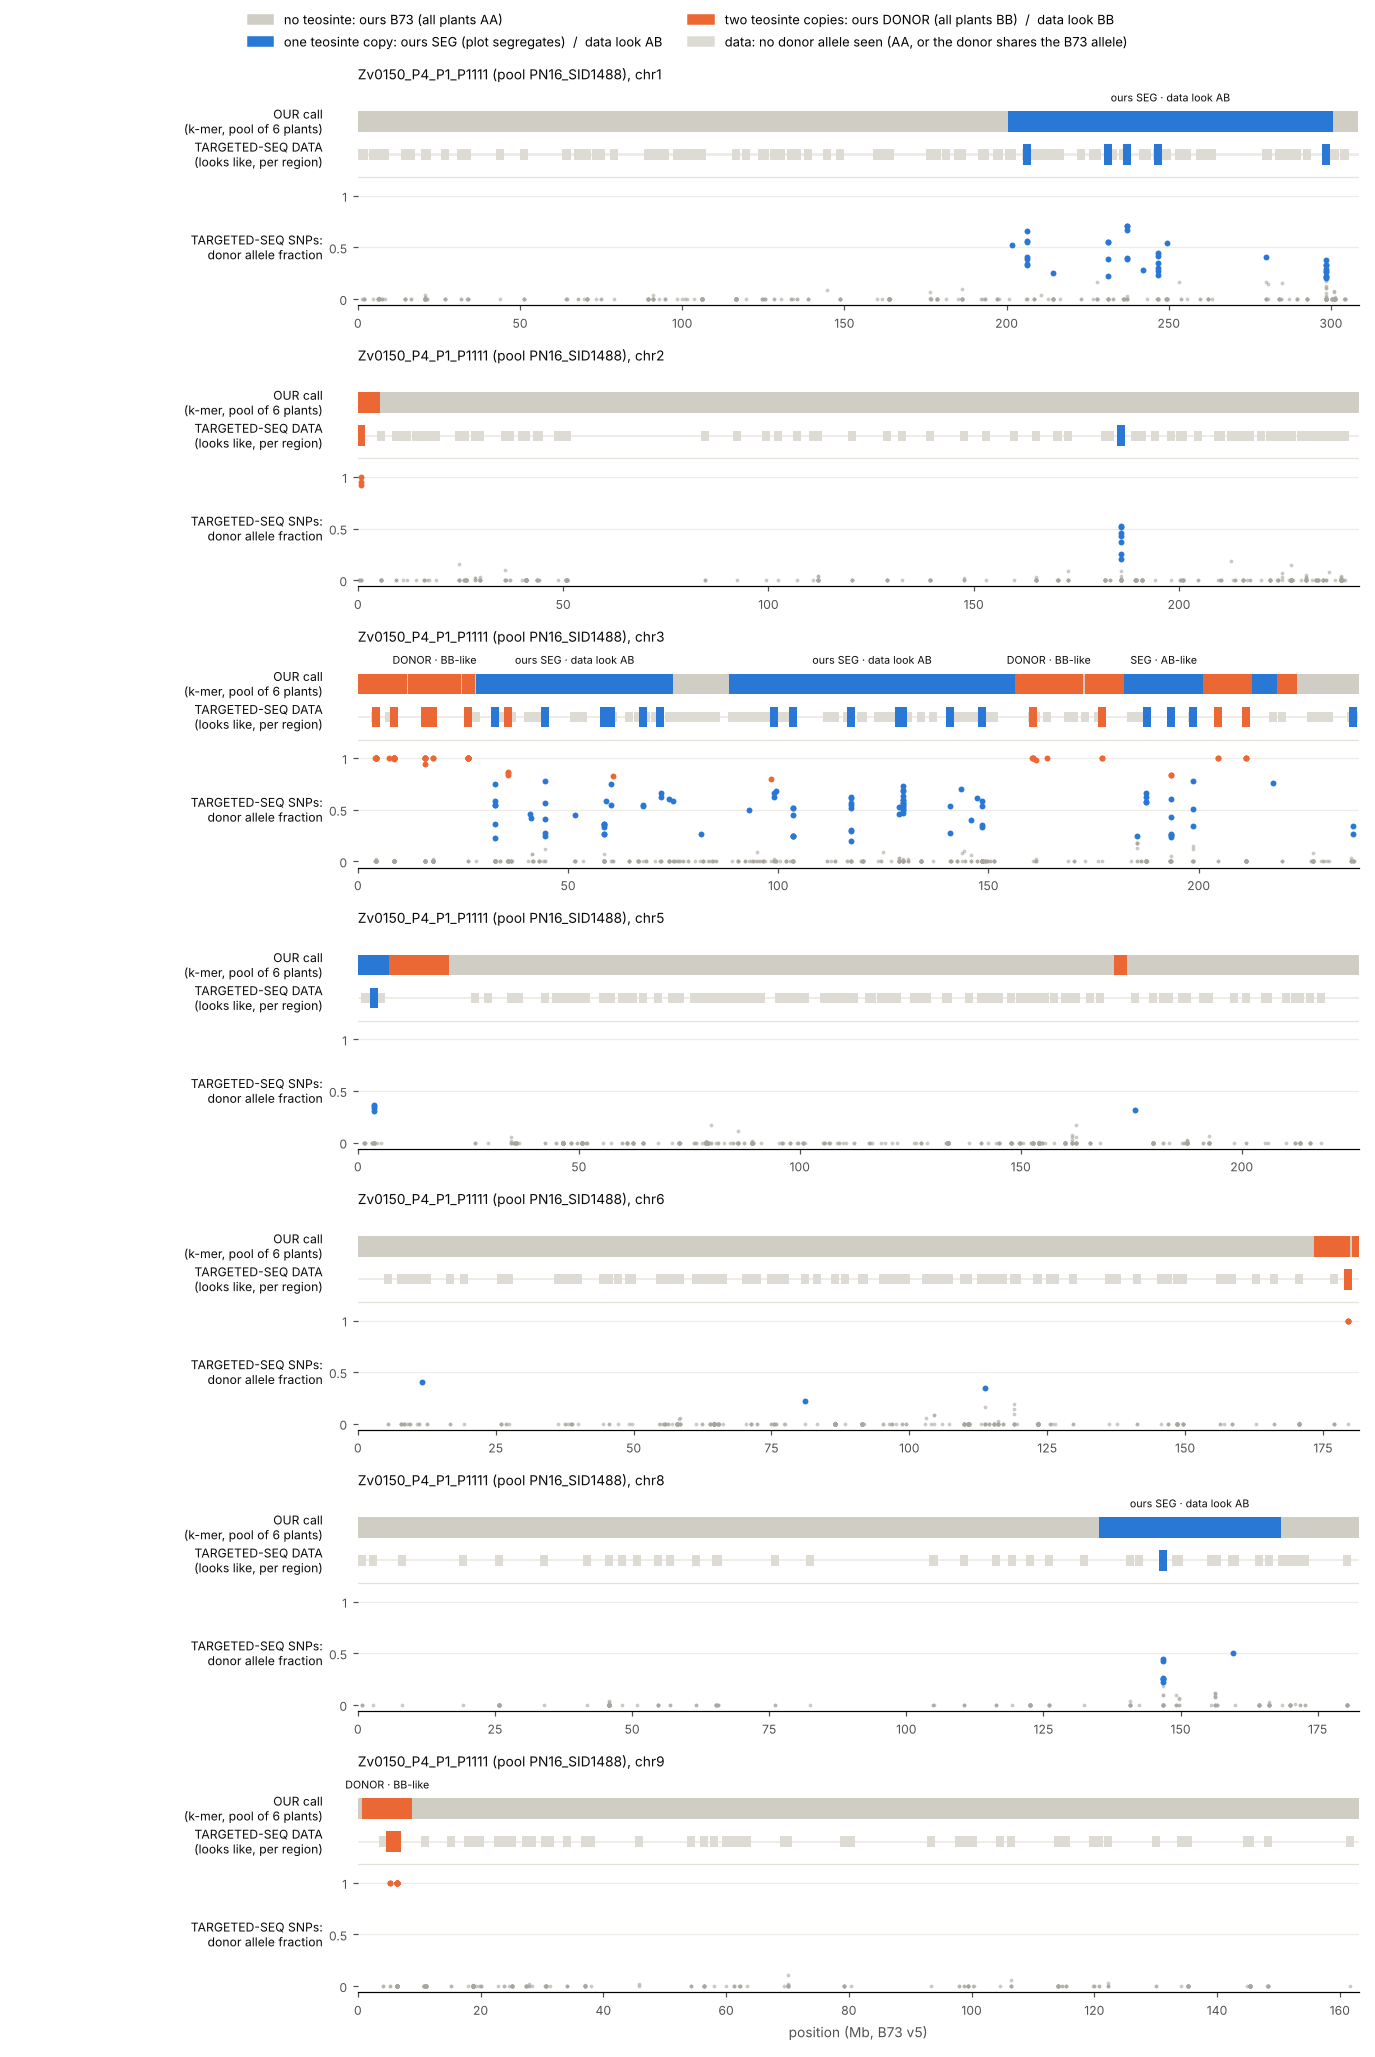 no teosinte: ours B73 (all plants AA)
two teosinte copies: ours DONOR (all plants BB)  /  data look BB
one teosinte copy: ours SEG (plot segregates)  /  data look AB
data: no donor allele seen (AA, or the donor shares the B73 allele)
Zv0150_P4_P1_P1111 (pool PN16_SID1488), chr1
ours SEG · data look AB
OUR call
(k-mer, pool of 6 plants)
TARGETED-SEQ DATA
(looks like, per region)
1
TARGETED-SEQ SNPs:
donor allele fraction
0.5
0
0 50 100 150 200 250 300
Zv0150_P4_P1_P1111 (pool PN16_SID1488), chr2
OUR call
(k-mer, pool of 6 plants)
TARGETED-SEQ DATA
(looks like, per region)
1
TARGETED-SEQ SNPs:
donor allele fraction
0.5
0
0 50 100 150 200
Zv0150_P4_P1_P1111 (pool PN16_SID1488), chr3
DONOR · BB-like ours SEG · data look AB ours SEG · data look AB DONOR · BB-like SEG · AB-like
OUR call
(k-mer, pool of 6 plants)
TARGETED-SEQ DATA
(looks like, per region)
1
TARGETED-SEQ SNPs:
donor allele fraction
0.5
0
0 50 100 150 200
Zv0150_P4_P1_P1111 (pool PN16_SID1488), chr5
OUR call
(k-mer, pool of 6 plants)
TARGETED-SEQ DATA
(looks like, per region)
1
TARGETED-SEQ SNPs:
donor allele fraction
0.5
0
0 50 100 150 200
Zv0150_P4_P1_P1111 (pool PN16_SID1488), chr6
OUR call
(k-mer, pool of 6 plants)
TARGETED-SEQ DATA
(looks like, per region)
1
TARGETED-SEQ SNPs:
donor allele fraction
0.5
0
0 25 50 75 100 125 150 175
Zv0150_P4_P1_P1111 (pool PN16_SID1488), chr8
ours SEG · data look AB
OUR call
(k-mer, pool of 6 plants)
TARGETED-SEQ DATA
(looks like, per region)
1
TARGETED-SEQ SNPs:
donor allele fraction
0.5
0
0 25 50 75 100 125 150 175
Zv0150_P4_P1_P1111 (pool PN16_SID1488), chr9
DONOR · BB-like
OUR call
(k-mer, pool of 6 plants)
TARGETED-SEQ DATA
(looks like, per region)
1
TARGETED-SEQ SNPs:
donor allele fraction
0.5
0
0 20 40 60 80 100 120 140 160
position (Mb, B73 v5)